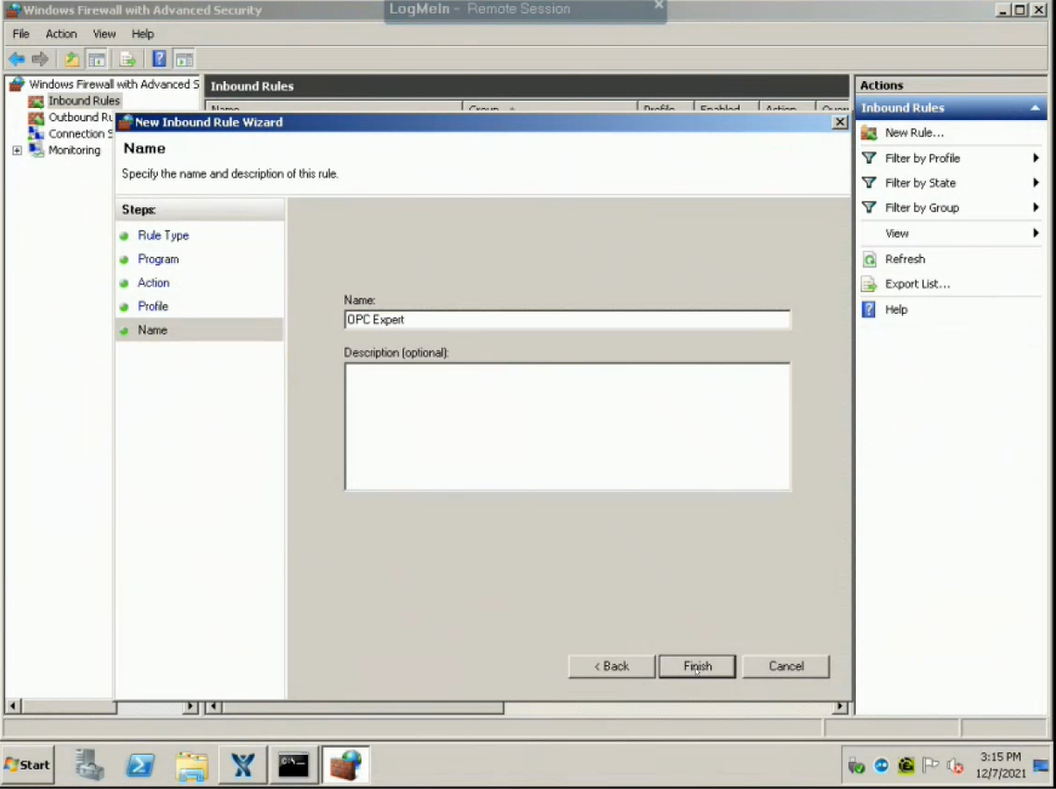 Windows Firewall with Advanced Security
LogMeIn - Remote Session
File Action View Help
Windows Firewall with Advanced S
Inbound Rules
Outbound Ru
Connection S
Monitoring
Inbound Rules
Name Group Profile Enabled Action Over
New Inbound Rule Wizard
Name
Specify the name and description of this rule.
Steps:
Rule Type
Program
Action
Profile
Name
Name:
OPC Expert
Description (optional):
< Back Finish Cancel
Actions
Inbound Rules
New Rule...
Filter by Profile
Filter by State
Filter by Group
View
Refresh
Export List...
Help
Start
C:\.
3:15 PM
12/7/2021